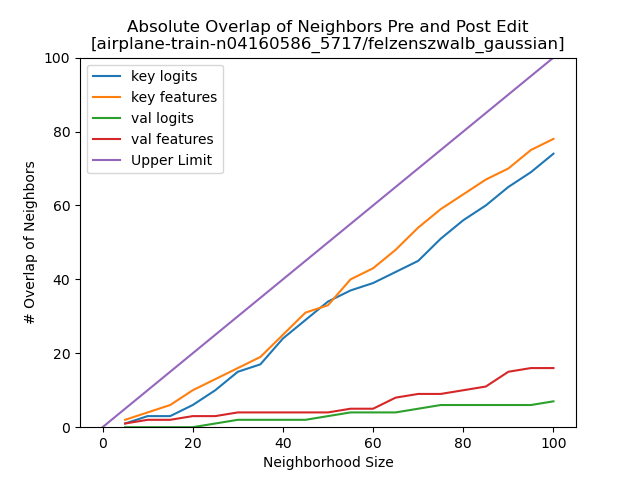 Absolute Overlap of Neighbors Pre and Post Edit
[airplane-train-n04160586_5717/felzenszwalb_gaussian]
key logits
key features
val logits
val features
Upper Limit
# Overlap of Neighbors
100
80
60
40
20
0
0 20 40 60 80 100
Neighborhood Size